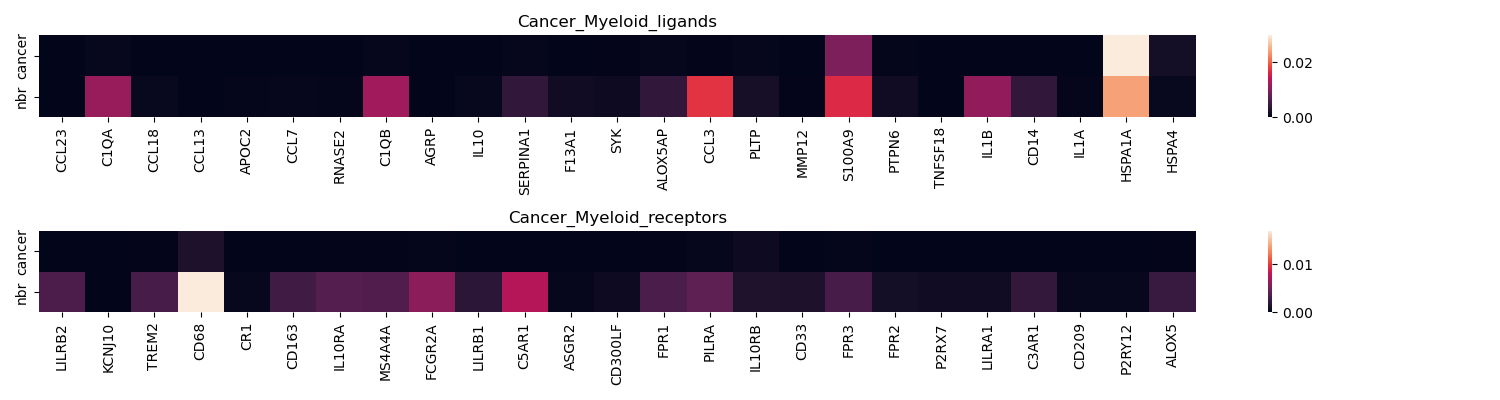 Cancer_Myeloid_ligands
cancer
nbr
0.02
0.00
CCL23 C1QA CCL18 CCL13 APOC2 CCL7 RNASE2 C1QB AGRP IL10 SERPINA1 F13A1 SYK ALOX5AP CCL3 PLTP MMP12 S100A9 PTPN6 TNFSF18 IL1B CD14 IL1A HSPA1A HSPA4
Cancer_Myeloid_receptors
cancer
nbr
0.01
0.00
LILRB2 KCNJ10 TREM2 CD68 CR1 CD163 IL10RA MS4A4A FCGR2A LILRB1 C5AR1 ASGR2 CD300LF FPR1 PILRA IL10RB CD33 FPR3 FPR2 P2RX7 LILRA1 C3AR1 CD209 P2RY12 ALOX5